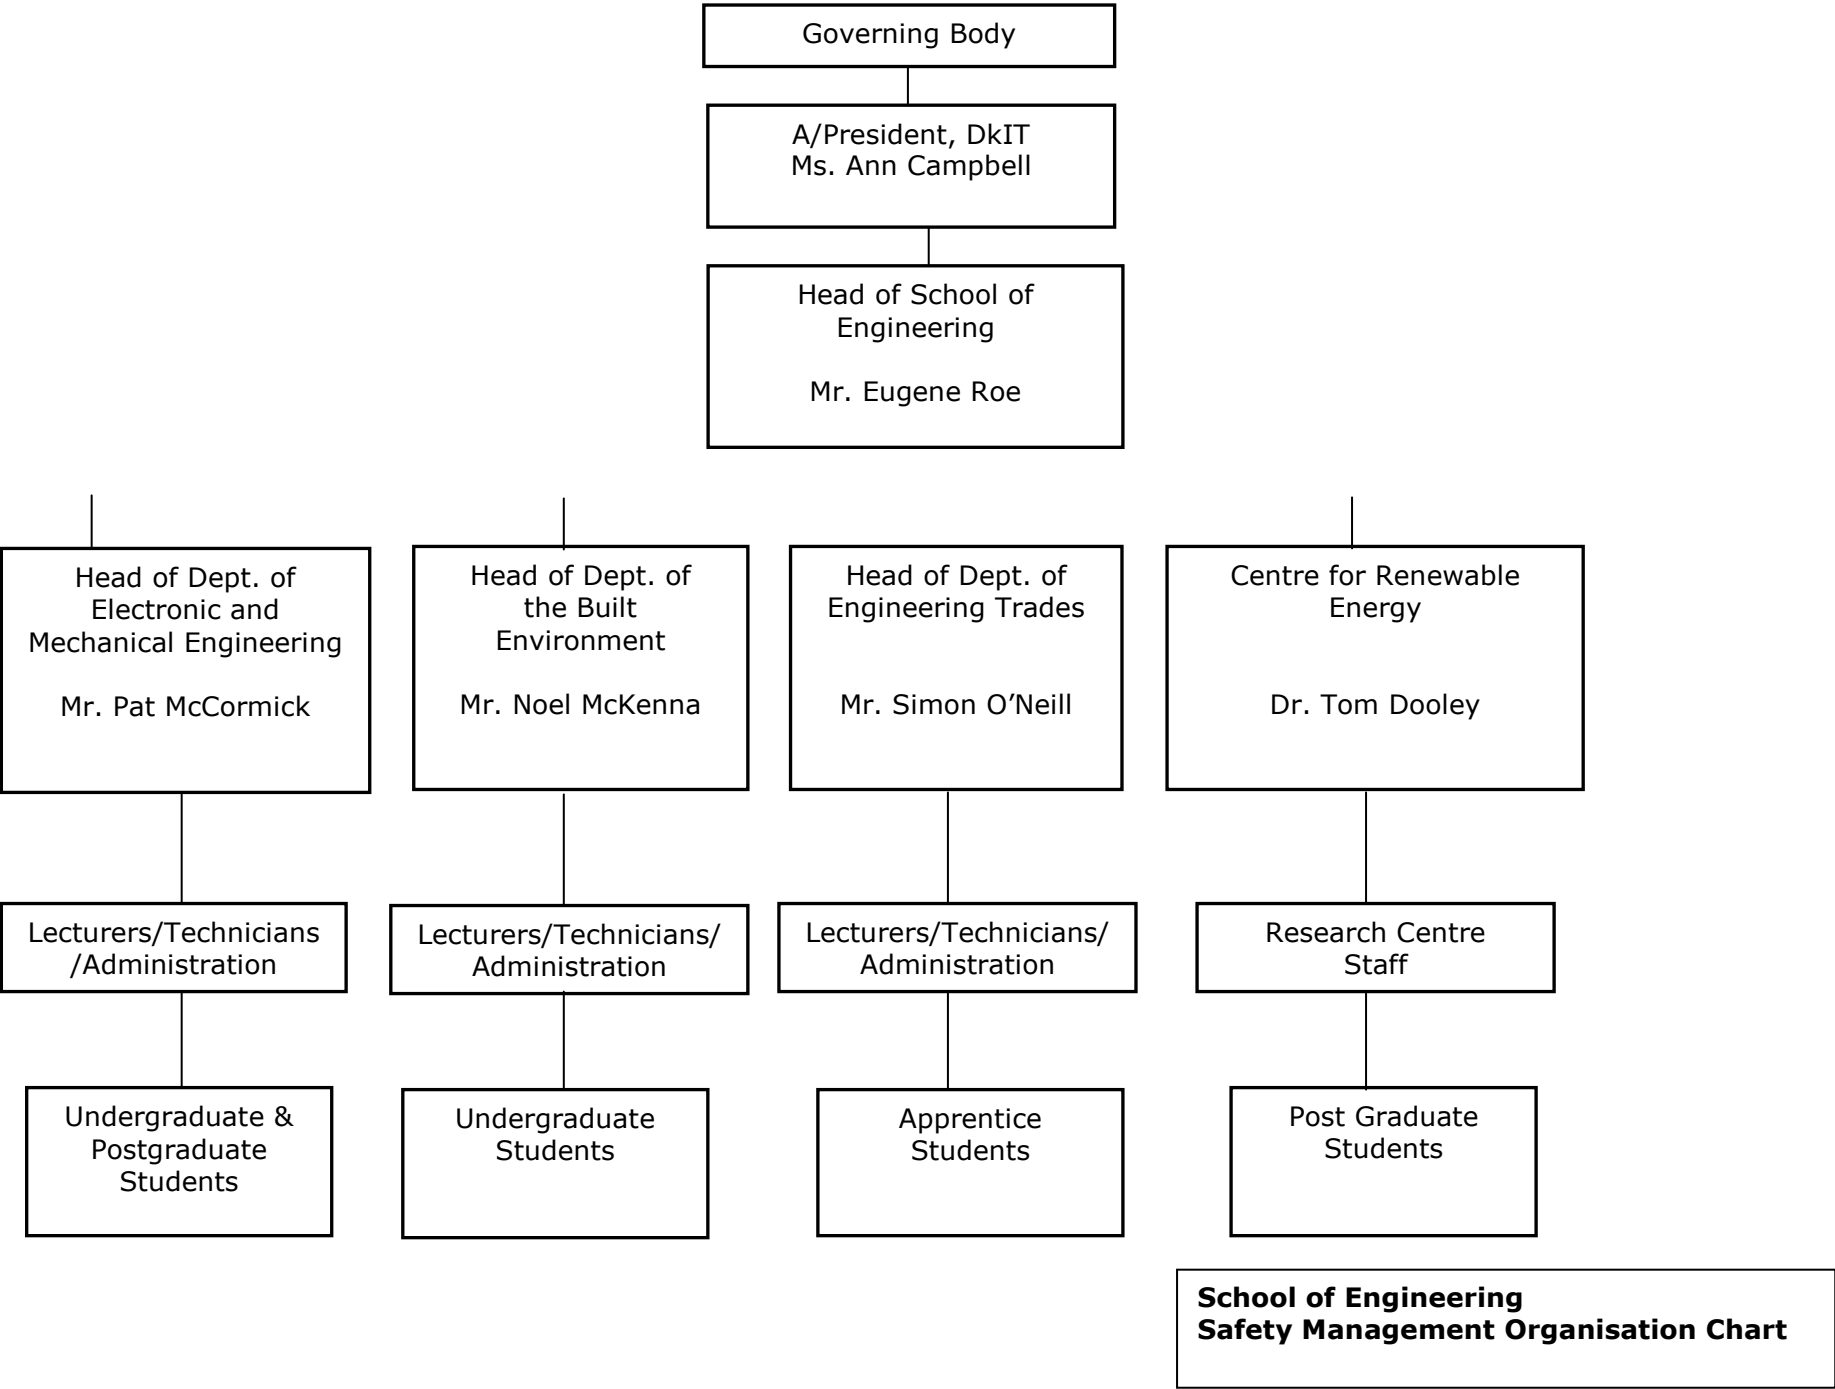 Governing Body
A/President, DkIT
Ms. Ann Campbell
Head of School of
Engineering
Mr. Eugene Roe
Head of Dept. of
Electronic and
Mechanical Engineering
Mr. Pat McCormick
Head of Dept. of
the Built
Environment
Mr. Noel McKenna
Head of Dept. of
Engineering Trades
Mr. Simon O’Neill
Centre for Renewable
Energy
Dr. Tom Dooley
Lecturers/Technicians
/Administration
Lecturers/Technicians/
Administration
Lecturers/Technicians/
Administration
Research Centre
Staff
Undergraduate &
Postgraduate
Students
Undergraduate
Students
Apprentice
Students
Post Graduate
Students
School of Engineering
Safety Management Organisation Chart